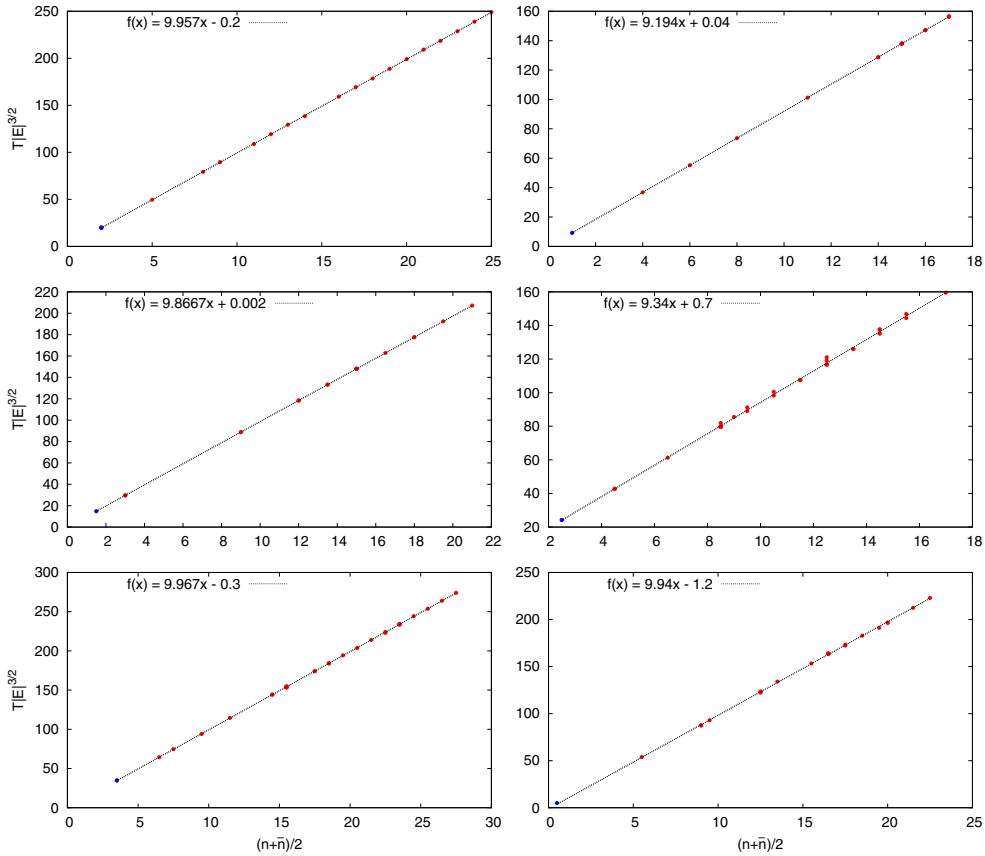 f(x) = 9.957x - 0.2
T|E|^3/2
250
200
150
100
50
0
0 5 10 15 20 25
f(x) = 9.194x + 0.04
160
140
120
100
80
60
40
20
0
0 2 4 6 8 10 12 14 16 18
f(x) = 9.8667x + 0.002
T|E|^3/2
220
200
180
160
140
120
100
80
60
40
20
0
0 2 4 6 8 10 12 14 16 18 20 22
f(x) = 9.34x + 0.7
160
140
120
100
80
60
40
20
2 4 6 8 10 12 14 16 18
f(x) = 9.967x - 0.3
T|E|^3/2
300
250
200
150
100
50
0
0 5 10 15 20 25 30
(n+n̄)/2
f(x) = 9.94x - 1.2
250
200
150
100
50
0
0 5 10 15 20 25
(n+n̄)/2